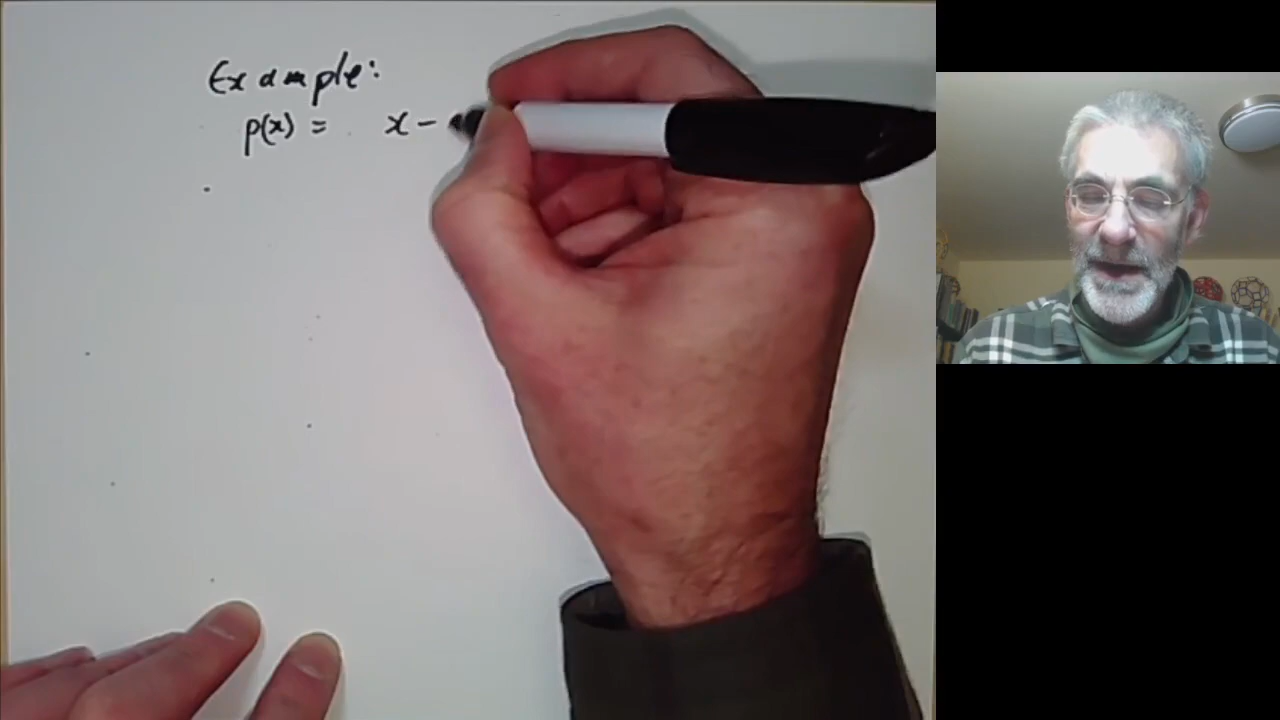 Example:
p(x) = x -